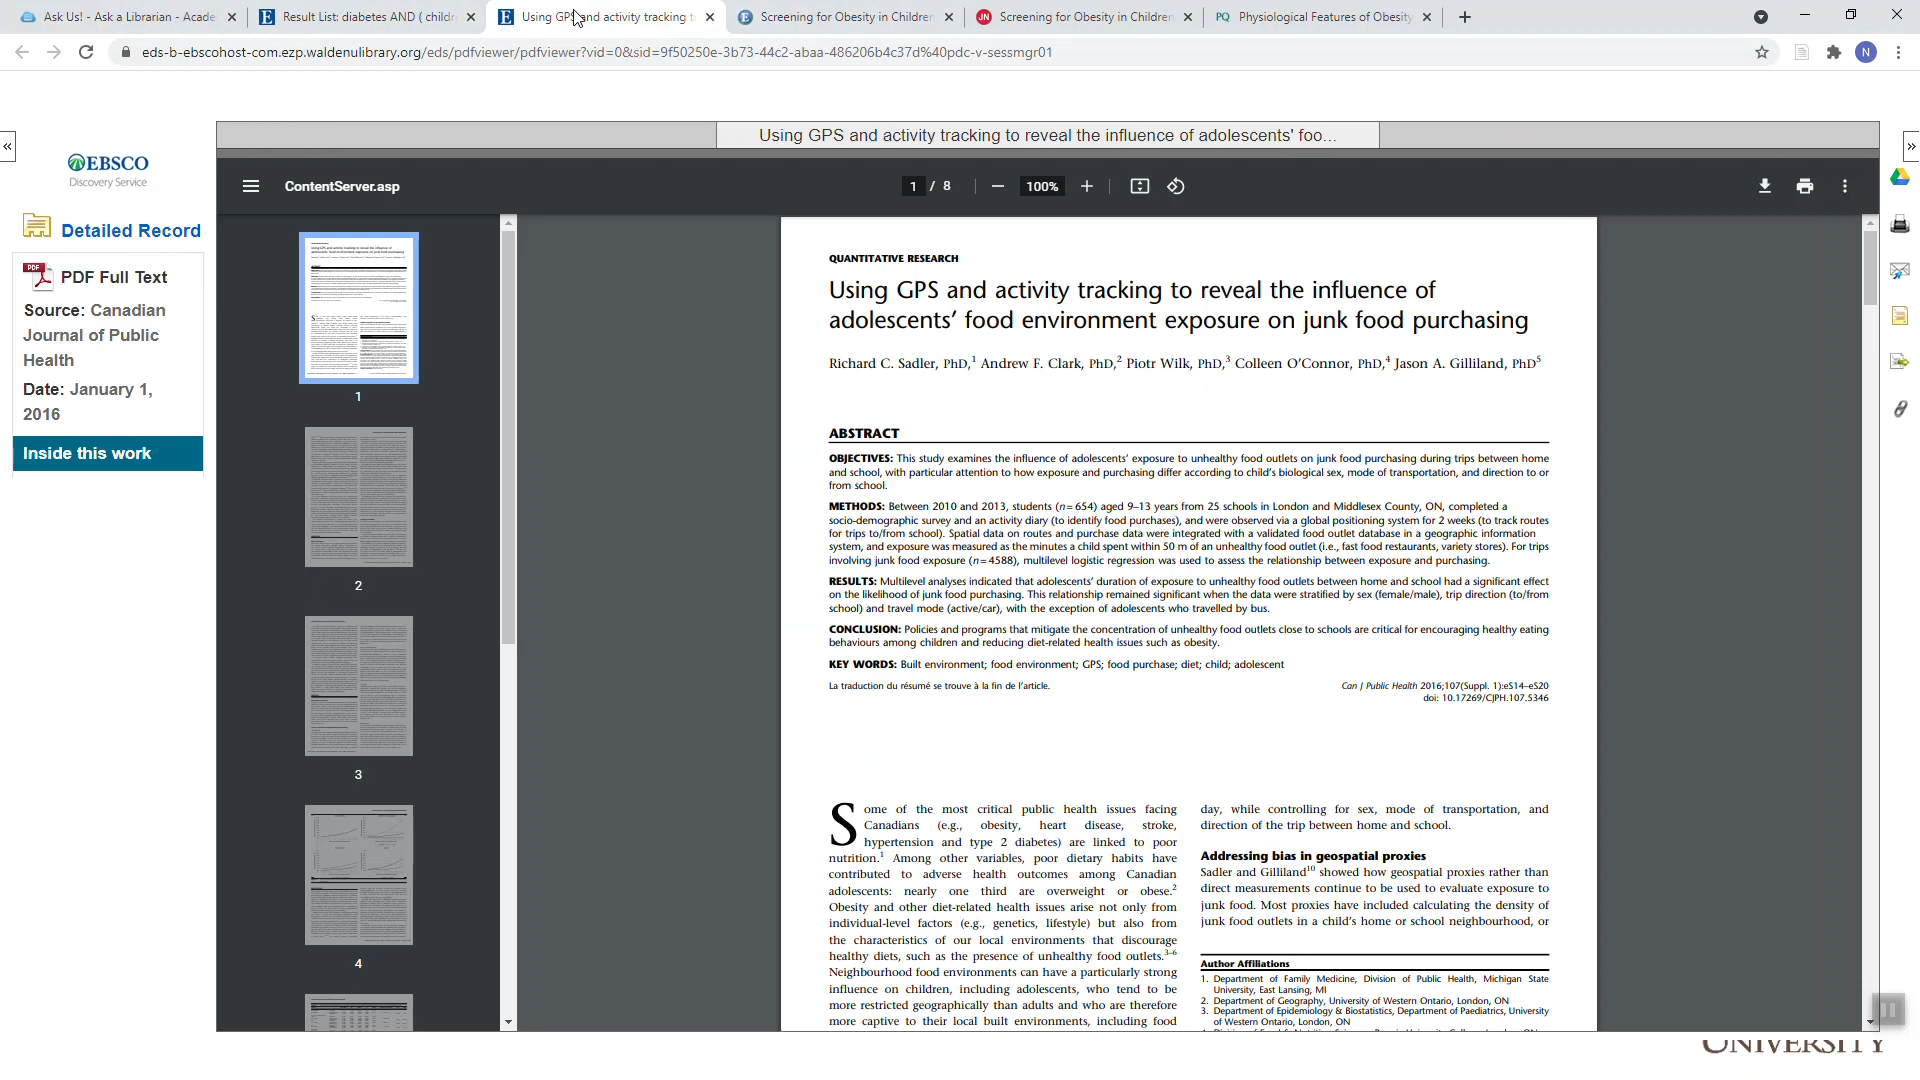 Ask Us! - Ask a Librarian - Acade
Result List: diabetes AND ( childr
Using GPS and activity tracking t
Screening for Obesity in Children
Screening for Obesity in Children
Physiological Features of Obesity
eds-b-ebscohost-com.ezp.waldenulibrary.org/eds/pdfviewer/pdfviewer?vid=0&sid=9f50250e-3b73-44c2-abaa-486206b4c37d%40pdc-v-sessmgr01
N
Using GPS and activity tracking to reveal the influence of adolescents' foo...
EBSCO
Discovery Service
Detailed Record
PDF
PDF Full Text
Source: Canadian
Journal of Public
Health
Date: January 1,
2016
Inside this work
ContentServer.asp
1 / 8
100%
1
2
3
4
QUANTITATIVE RESEARCH
Using GPS and activity tracking to reveal the influence of
adolescents’ food environment exposure on junk food purchasing
Richard C. Sadler, PhD,1 Andrew F. Clark, PhD,2 Piotr Wilk, PhD,3 Colleen O’Connor, PhD,4 Jason A. Gilliland, PhD5
ABSTRACT
OBJECTIVES: This study examines the influence of adolescents’ exposure to unhealthy food outlets on junk food purchasing during trips between home
and school, with particular attention to how exposure and purchasing differ according to child’s biological sex, mode of transportation, and direction to or
from school.
METHODS: Between 2010 and 2013, students (n=654) aged 9–13 years from 25 schools in London and Middlesex County, ON, completed a
socio-demographic survey and an activity diary (to identify food purchases), and were observed via a global positioning system for 2 weeks (to track routes
for trips to/from school). Spatial data on routes and purchase data were integrated with a validated food outlet database in a geographic information
system, and exposure was measured as the minutes a child spent within 50 m of an unhealthy food outlet (i.e., fast food restaurants, variety stores). For trips
involving junk food exposure (n=4588), multilevel logistic regression was used to assess the relationship between exposure and purchasing.
RESULTS: Multilevel analyses indicated that adolescents’ duration of exposure to unhealthy food outlets between home and school had a significant effect
on the likelihood of junk food purchasing. This relationship remained significant when the data were stratified by sex (female/male), trip direction (to/from
school) and travel mode (active/car), with the exception of adolescents who travelled by bus.
CONCLUSION: Policies and programs that mitigate the concentration of unhealthy food outlets close to schools are critical for encouraging healthy eating
behaviours among children and reducing diet-related health issues such as obesity.
KEY WORDS: Built environment; food environment; GPS; food purchase; diet; child; adolescent
La traduction du résumé se trouve à la fin de l’article.
Can J Public Health 2016;107(Suppl. 1):eS14–eS20
doi: 10.17269/CJPH.107.5346
Some of the most critical public health issues facing
Canadians (e.g., obesity, heart disease, stroke,
hypertension and type 2 diabetes) are linked to poor
nutrition.1 Among other variables, poor dietary habits have
contributed to adverse health outcomes among Canadian
adolescents: nearly one third are overweight or obese.2
Obesity and other diet-related health issues arise not only from
individual-level factors (e.g., genetics, lifestyle) but also from
the characteristics of our local environments that discourage
healthy diets, such as the presence of unhealthy food outlets.3–6
Neighbourhood food environments can have a particularly strong
influence on children, including adolescents, who tend to be
more restricted geographically than adults and who are therefore
more captive to their local built environments, including food
day, while controlling for sex, mode of transportation, and
direction of the trip between home and school.
Addressing bias in geospatial proxies
Sadler and Gilliland10 showed how geospatial proxies rather than
direct measurements continue to be used to evaluate exposure to
junk food. Most proxies have included calculating the density of
junk food outlets in a child’s home or school neighbourhood, or
Author Affiliations
1. Department of Family Medicine, Division of Public Health, Michigan State
University, East Lansing, MI
2. Department of Geography, University of Western Ontario, London, ON
3. Department of Epidemiology & Biostatistics, Department of Paediatrics, University
of Western Ontario, London, ON
UNIVERSITY